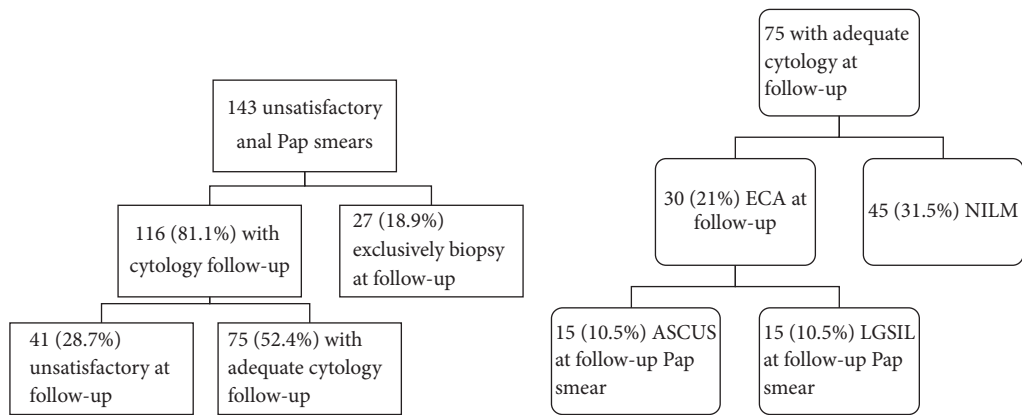 143 unsatisfactory
anal Pap smears
116 (81.1%) with
cytology follow-up
27 (18.9%)
exclusively biopsy
at follow-up
41 (28.7%)
unsatisfactory at
follow-up
75 (52.4%) with
adequate cytology
follow-up
75 with adequate
cytology at
follow-up
30 (21%) ECA at
follow-up
45 (31.5%) NILM
15 (10.5%) ASCUS
at follow-up Pap
smear
15 (10.5%) LGSIL
at follow-up Pap
smear